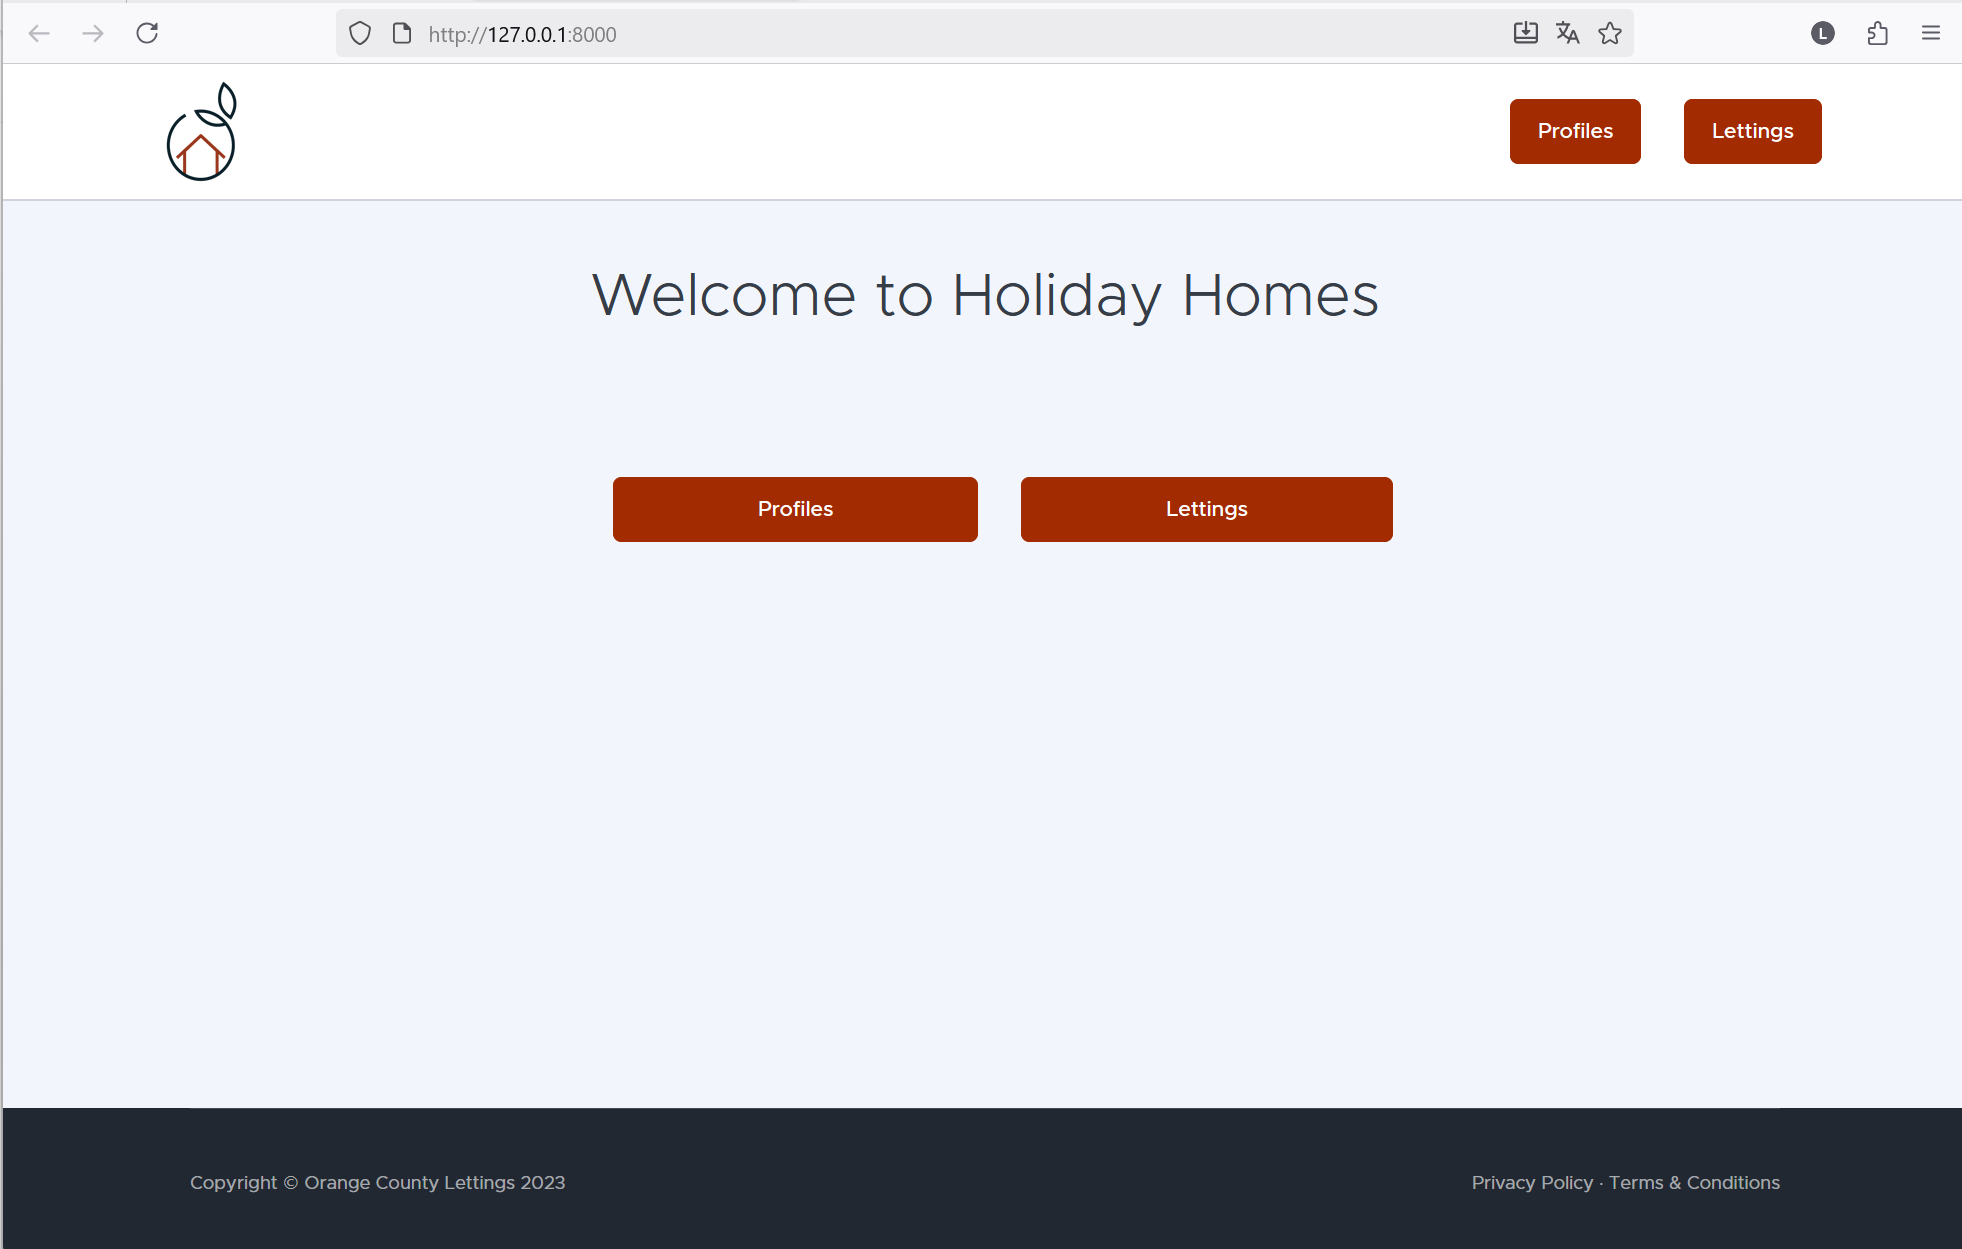 http://127.0.0.1:8000
L
Profiles Lettings
Welcome to Holiday Homes
Profiles Lettings
Copyright © Orange County Lettings 2023 Privacy Policy · Terms & Conditions